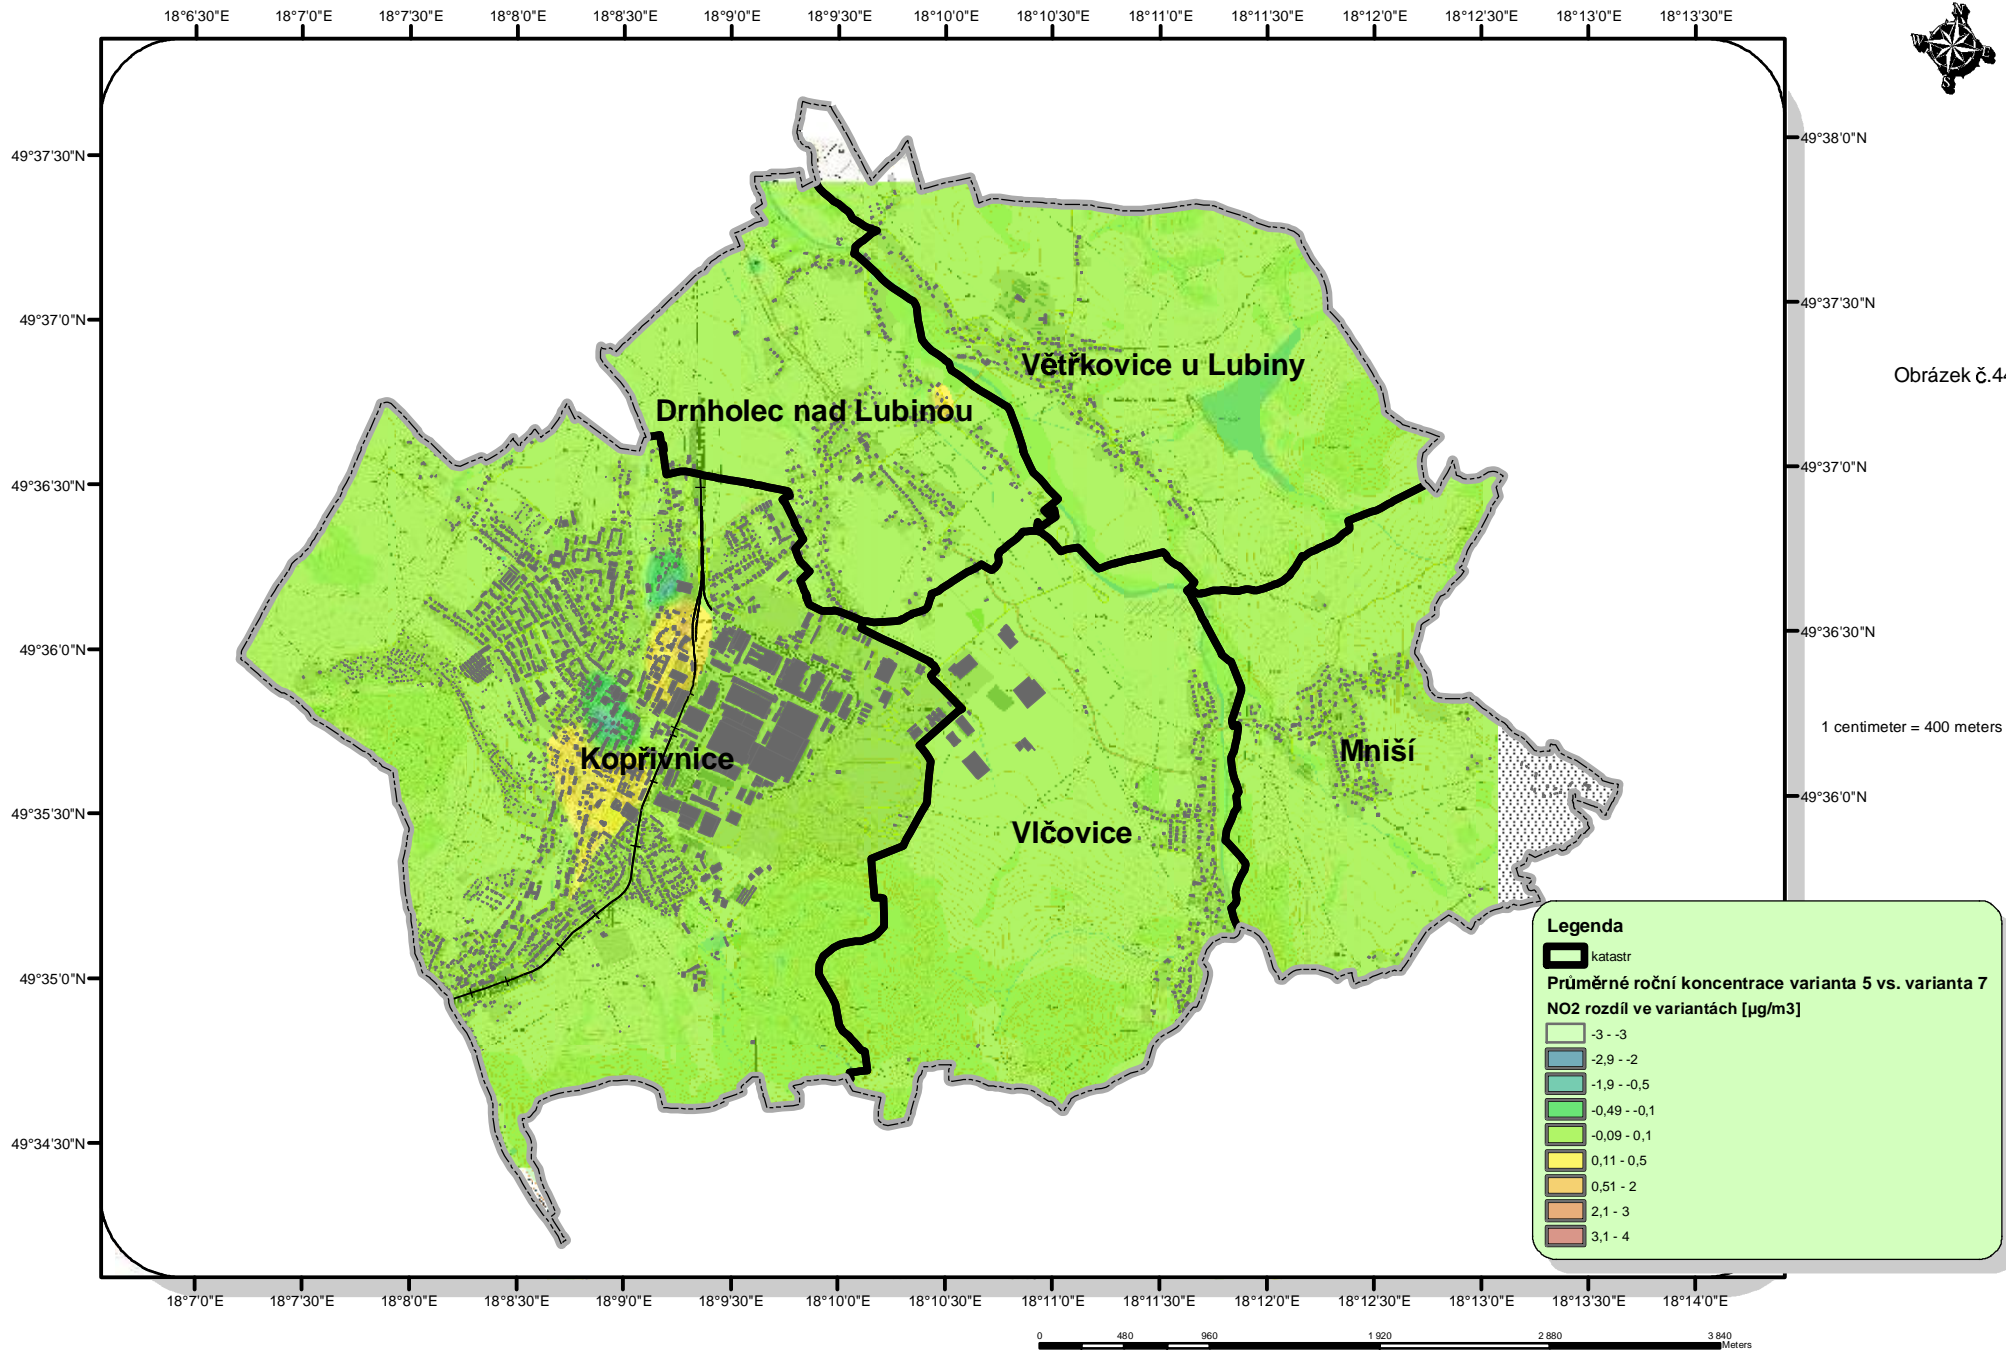 18°6'30"E 18°7'0"E 18°7'30"E 18°8'0"E 18°8'30"E 18°9'0"E 18°9'30"E 18°10'0"E 18°10'30"E 18°11'0"E 18°11'30"E 18°12'0"E 18°12'30"E 18°13'0"E 18°13'30"E
N
W
E
S
49°38'0"N
49°37'30"N
49°37'30"N
49°37'0"N
Větřkovice u Lubiny
Obrázek č.44
Drnholec nad Lubinou
49°37'0"N
49°36'30"N
49°36'30"N
49°36'0"N
1 centimeter = 400 meters
Mniší
Kopřivnice
49°36'0"N
49°35'30"N
Vlčovice
49°35'0"N
49°34'30"N
Legenda
katastr
Průměrné roční koncentrace varianta 5 vs. varianta 7
NO2 rozdíl ve variantách [µg/m3]
-3 - -3
-2,9 - -2
-1,9 - -0,5
-0,49 - -0,1
-0,09 - 0,1
0,11 - 0,5
0,51 - 2
2,1 - 3
3,1 - 4
18°7'0"E 18°7'30"E 18°8'0"E 18°8'30"E 18°9'0"E 18°9'30"E 18°10'0"E 18°10'30"E 18°11'0"E 18°11'30"E 18°12'0"E 18°12'30"E 18°13'0"E 18°13'30"E 18°14'0"E
0 480 960 1 920 2 880 3 840
Meters